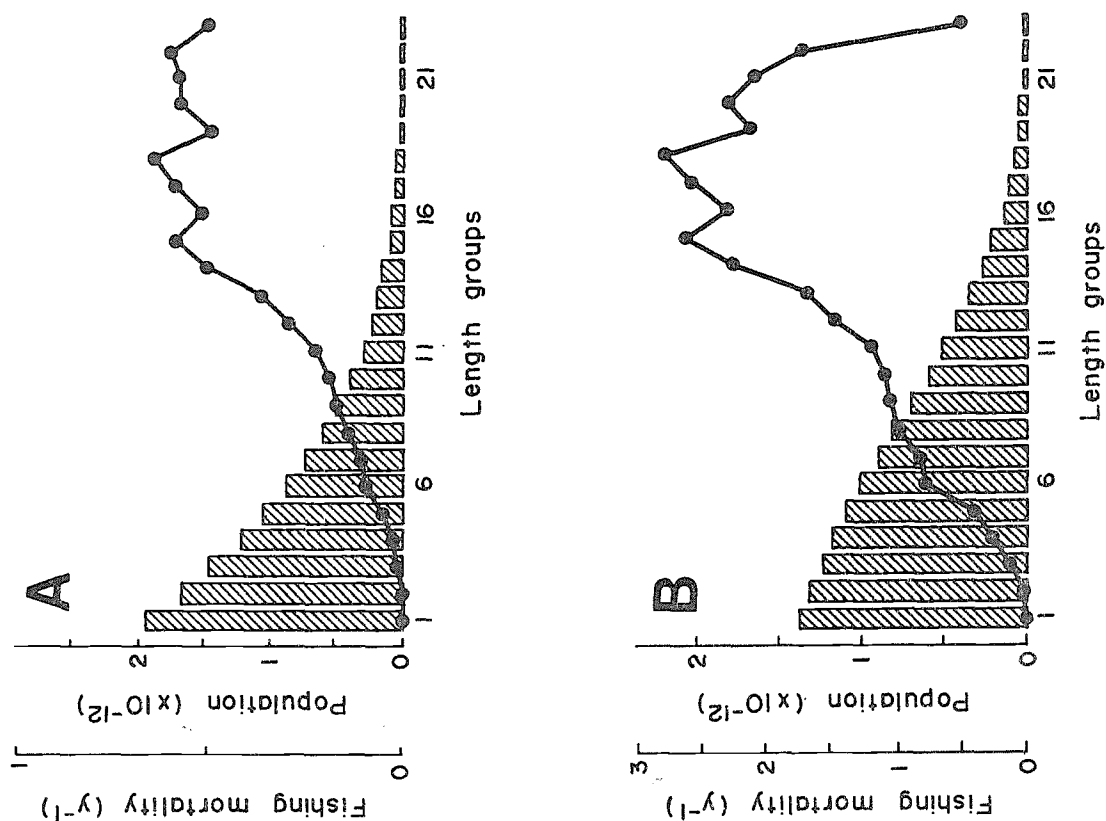 A
Fishing mortality (y⁻¹)
1
0
Population (x10⁻¹²)
2
1
0
1 6 11 16 21
Length groups
B
Fishing mortality (y⁻¹)
3
2
1
0
Population (x10⁻¹²)
2
1
0
1 6 11 16 21
Length groups